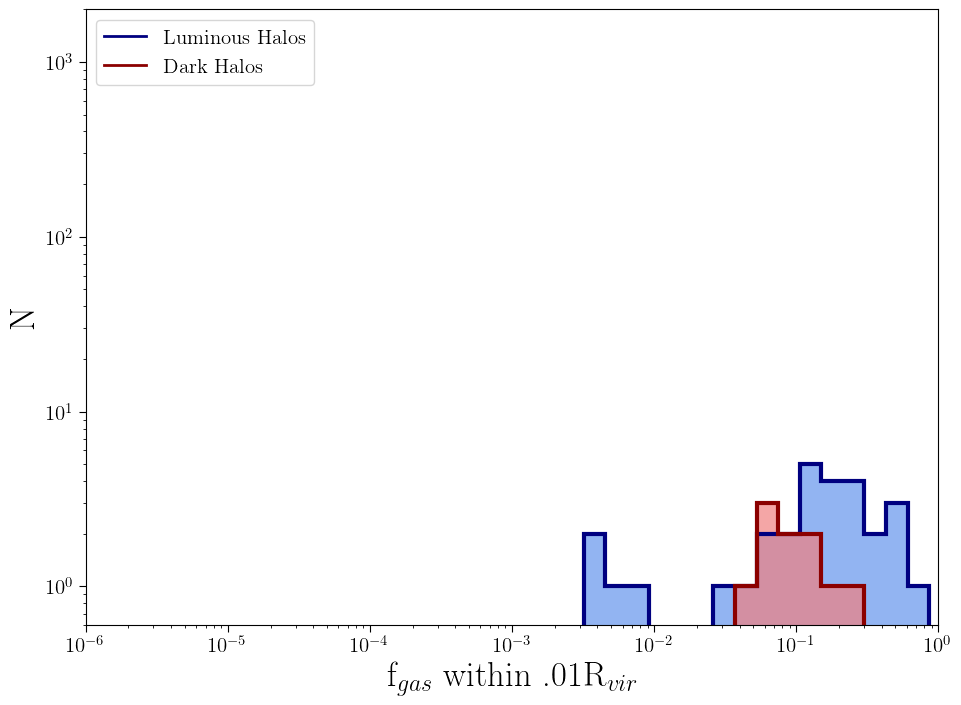 Luminous Halos
Dark Halos
10³
10²
10¹
10⁰
N
10⁻⁶ 10⁻⁵ 10⁻⁴ 10⁻³ 10⁻² 10⁻¹ 10⁰
f_gas within .01R_vir